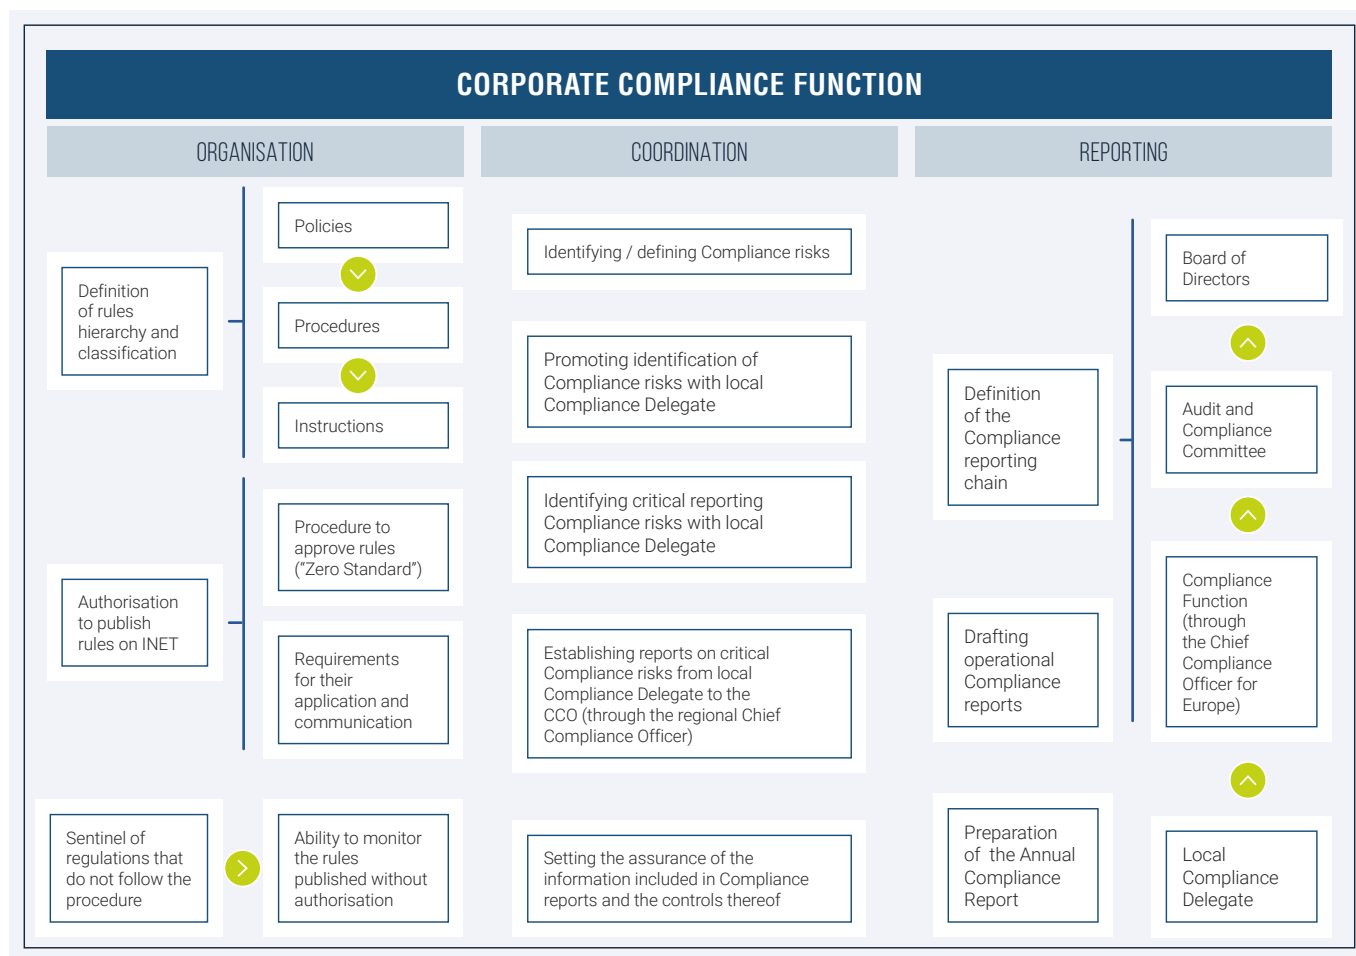 CORPORATE COMPLIANCE FUNCTION
ORGANISATION
Definition
of rules
hierarchy and
classification
Policies
Procedures
Instructions
Authorisation
to publish
rules on INET
Procedure to
approve rules
("Zero Standard")
Requirements
for their
application and
communication
Sentinel of
regulations that
do not follow the
procedure
Ability to monitor
the rules
published without
authorisation
COORDINATION
Identifying / defining Compliance risks
Promoting identification of
Compliance risks with local
Compliance Delegate
Identifying critical reporting
Compliance risks with local
Compliance Delegate
Establishing reports on critical
Compliance risks from local
Compliance Delegate to the
CCO (through the regional Chief
Compliance Officer)
Setting the assurance of the
information included in Compliance
reports and the controls thereof
REPORTING
Definition
of the
Compliance
reporting
chain
Drafting
operational
Compliance
reports
Preparation
of the Annual
Compliance
Report
Board of
Directors
Audit and
Compliance
Committee
Compliance
Function
(through
the Chief
Compliance
Officer for
Europe)
Local
Compliance
Delegate